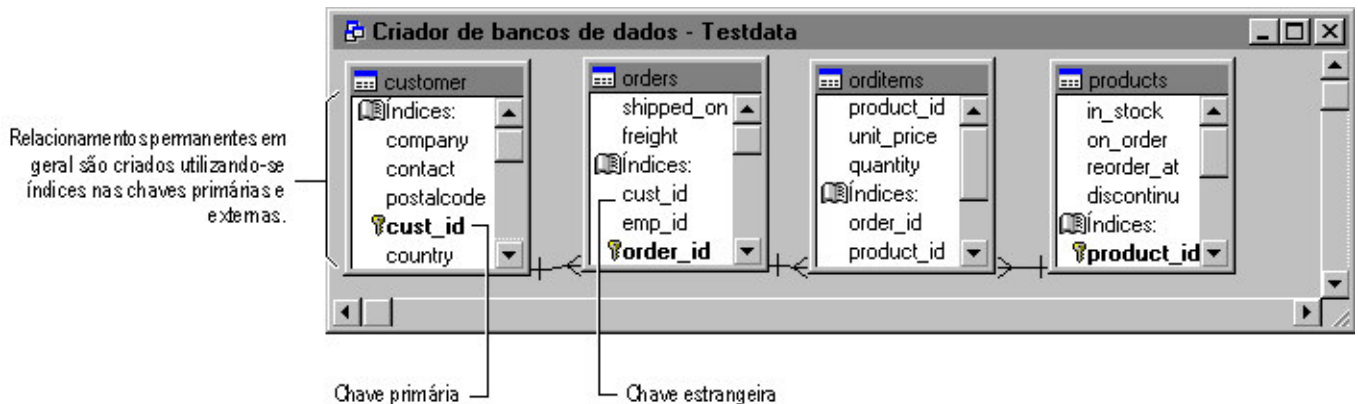 Criador de bancos de dados - Testdata
Relacionamentos permanentes em
geral são criados utilizando-se
índices nas chaves primárias e
externas.
customer
Índices:
company
contact
postalcode
cust_id
country
orders
shipped_on
freight
Índices:
cust_id
emp_id
order_id
orditems
product_id
unit_price
quantity
Índices:
order_id
product_id
products
in_stock
on_order
reorder_at
discontinu
Índices:
product_id
Chave primária
Chave estrangeira